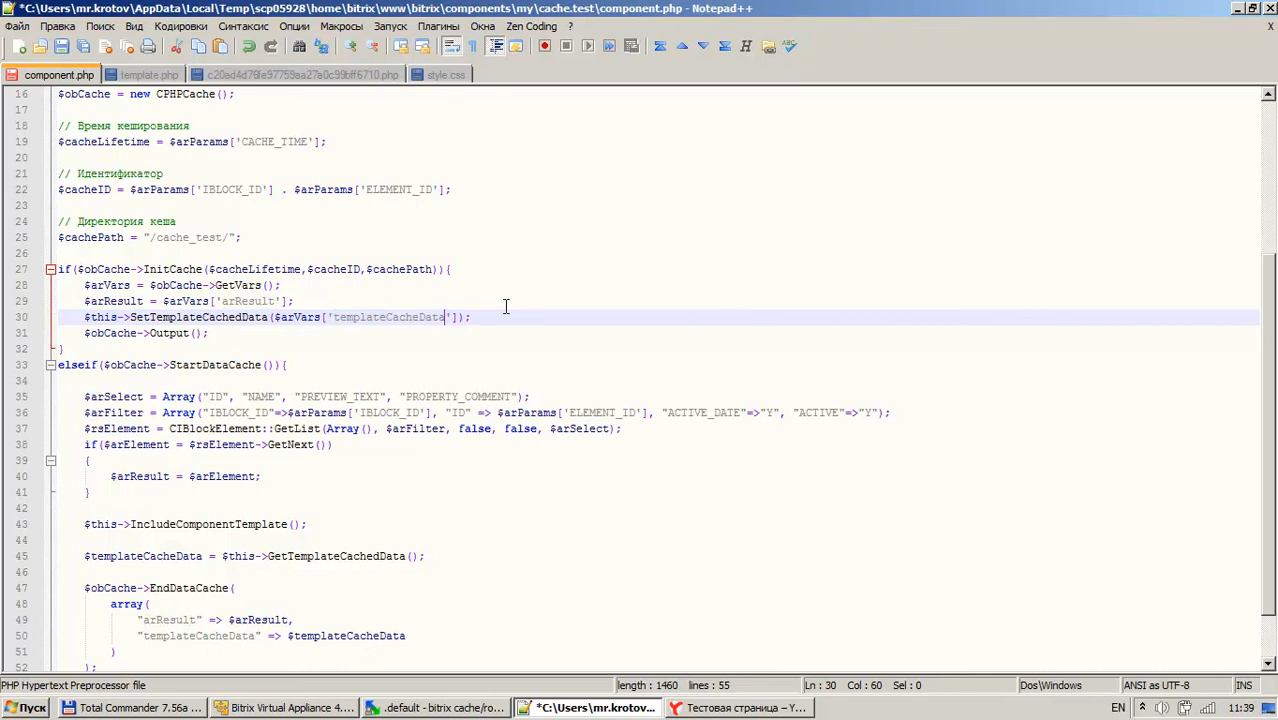 *C:\Users\mr.krotov\AppData\Local\Temp\scp05928\home\bitrix\www\bitrix\components\my\cache.test\component.php - Notepad++
Файл Правка Поиск Вид Кодировки Синтаксис Опции Макросы Запуск Плагины Окна Zen Coding ? X
component.php template.php c20ad4d76fe97759aa27a0c99bff6710.php style.css
16 $obCache = new CPHPCache();
17
18 // Время кеширования
19 $cacheLifetime = $arParams['CACHE_TIME'];
20
21 // Идентификатор
22 $cacheID = $arParams['IBLOCK_ID'] . $arParams['ELEMENT_ID'];
23
24 // Директория кеша
25 $cachePath = "/cache_test/";
26
27 if($obCache->InitCache($cacheLifetime,$cacheID,$cachePath)){
28 $arVars = $obCache->GetVars();
29 $arResult = $arVars['arResult'];
30 $this->SetTemplateCachedData($arVars['templateCacheData']);
31 $obCache->Output();
32 }
33 elseif($obCache->StartDataCache()){
34
35 $arSelect = Array("ID", "NAME", "PREVIEW_TEXT", "PROPERTY_COMMENT");
36 $arFilter = Array("IBLOCK_ID"=>$arParams['IBLOCK_ID'], "ID" => $arParams['ELEMENT_ID'], "ACTIVE_DATE"=>"Y", "ACTIVE"=>"Y");
37 $rsElement = CIBlockElement::GetList(Array(), $arFilter, false, false, $arSelect);
38 if($arElement = $rsElement->GetNext())
39 {
40 $arResult = $arElement;
41 }
42
43 $this->IncludeComponentTemplate();
44
45 $templateCacheData = $this->GetTemplateCachedData();
46
47 $obCache->EndDataCache(
48 array(
49 "arResult" => $arResult,
50 "templateCacheData" => $templateCacheData
51 )
52 );
PHP Hypertext Preprocessor file length : 1460 lines : 55 Ln : 30 Col : 60 Sel : 0 Dos\Windows ANSI as UTF-8 INS
Пуск Total Commander 7.56a ... Bitrix Virtual Appliance 4.... .default - bitrix cache/ro... *C:\Users\mr.krotov... Тестовая страница – Y... EN 11:39